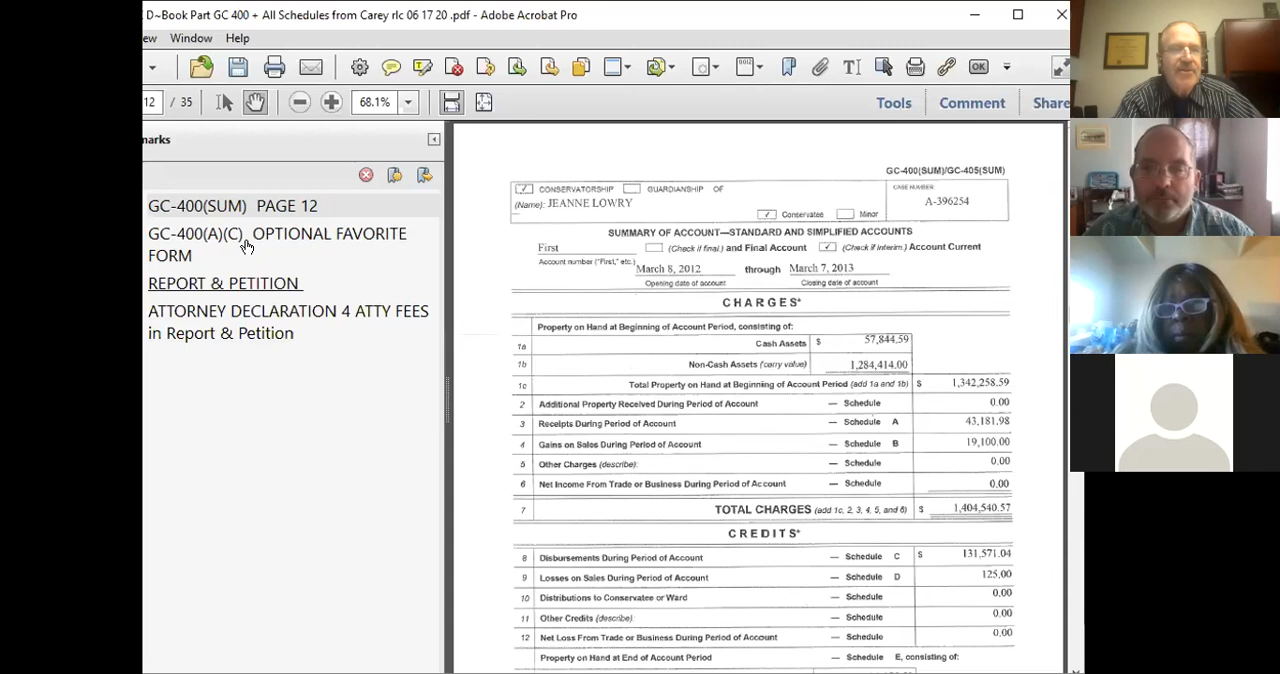 D~Book Part GC 400 + All Schedules from Carey rlc 06 17 20 .pdf - Adobe Acrobat Pro
ew Window Help
12 / 35 68.1% Tools Comment Share
marks
GC-400(SUM) PAGE 12
GC-400(A)(C) OPTIONAL FAVORITE
FORM
REPORT & PETITION
ATTORNEY DECLARATION 4 ATTY FEES
in Report & Petition
GC-400(SUM)/GC-405(SUM)
CONSERVATORSHIP GUARDIANSHIP OF
(Name): JEANNE LOWRY
Conservatee Minor
CASE NUMBER
A-396254
SUMMARY OF ACCOUNT—STANDARD AND SIMPLIFIED ACCOUNTS
First (Check if final) and Final Account (Check if interim) Account Current
Account number ("First," etc.)
March 8, 2012 through March 7, 2013
Opening date of account Closing date of account
CHARGES*
Property on Hand at Beginning of Account Period, consisting of:
1a Cash Assets $ 57,844.59
1b Non-Cash Assets (carry value) 1,284,414.00
1c Total Property on Hand at Beginning of Account Period (add 1a and 1b) $ 1,342,258.59
2 Additional Property Received During Period of Account — Schedule 0.00
3 Receipts During Period of Account — Schedule A 43,181.98
4 Gains on Sales During Period of Account — Schedule B 19,100.00
5 Other Charges (describe): — Schedule 0.00
6 Net Income From Trade or Business During Period of Account — Schedule 0.00
7 TOTAL CHARGES (add 1c, 2, 3, 4, 5, and 6) $ 1,404,540.57
CREDITS*
8 Disbursements During Period of Account — Schedule C $ 131,571.04
9 Losses on Sales During Period of Account — Schedule D 125.00
10 Distributions to Conservatee or Ward — Schedule 0.00
11 Other Credits (describe): — Schedule 0.00
12 Net Loss From Trade or Business During Period of Account — Schedule 0.00
Property on Hand at End of Account Period — Schedule E, consisting of: